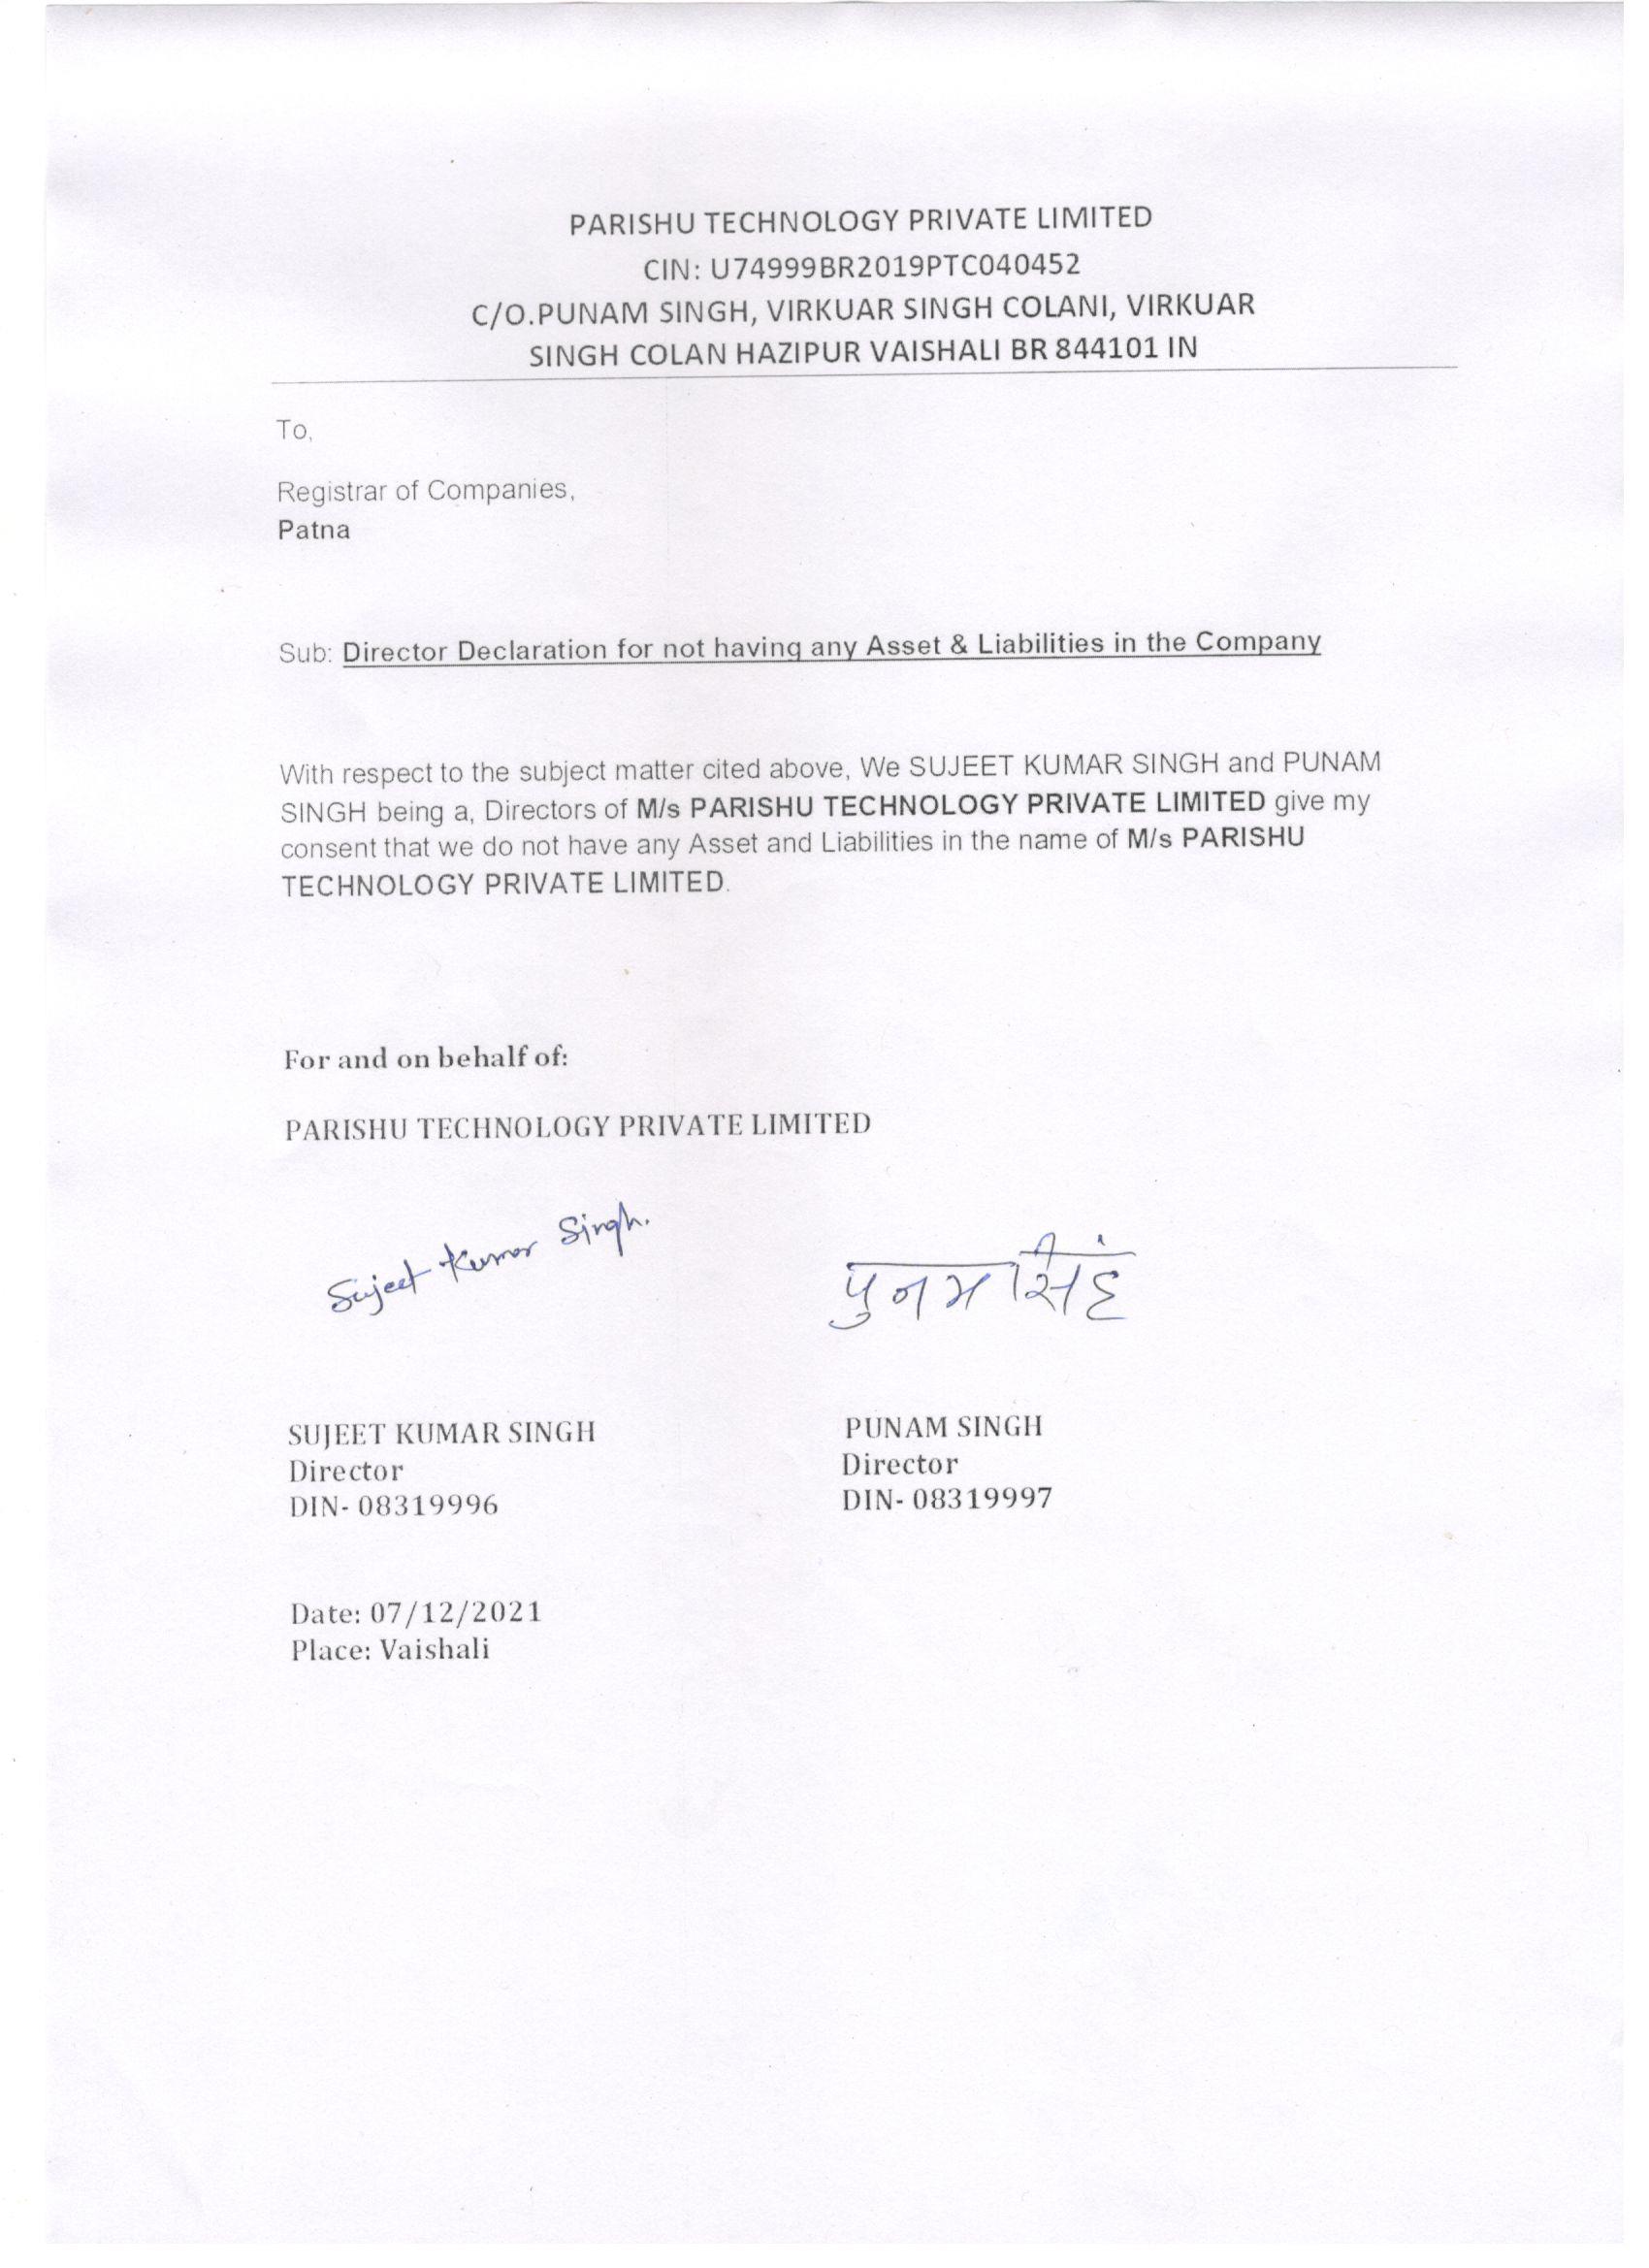 PARISHU TECHNOLOGY PRIVATE LIMITED
CIN: U74999BR2019PTC040452
C/O.PUNAM SINGH, VIRKUAR SINGH COLANI, VIRKUAR
SINGH COLAN HAZIPUR VAISHALI BR 844101 IN
To,
Registrar of Companies,
Patna
Sub: Director Declaration for not having any Asset & Liabilities in the Company
With respect to the subject matter cited above, We SUJEET KUMAR SINGH and PUNAM
SINGH being a, Directors of M/s PARISHU TECHNOLOGY PRIVATE LIMITED give my
consent that we do not have any Asset and Liabilities in the name of M/s PARISHU
TECHNOLOGY PRIVATE LIMITED.
For and on behalf of:
PARISHU TECHNOLOGY PRIVATE LIMITED
Sujeet Kumar Singh.
पुनम सिंह
SUJEET KUMAR SINGH
Director
DIN- 08319996
PUNAM SINGH
Director
DIN- 08319997
Date: 07/12/2021
Place: Vaishali